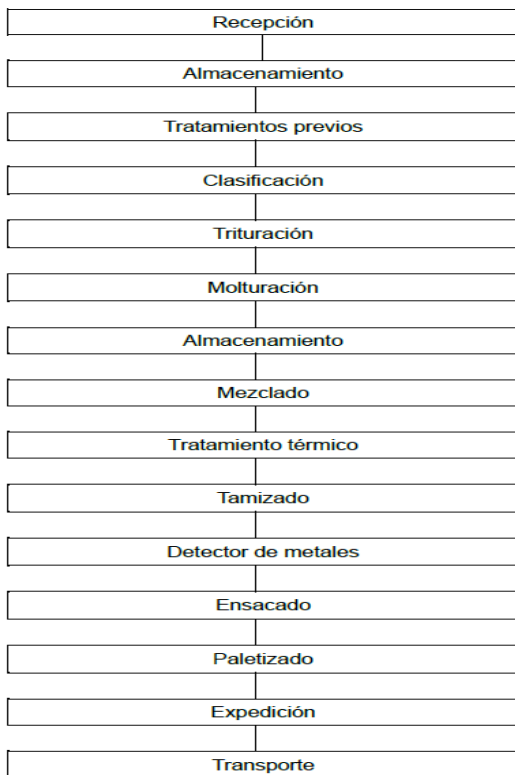 Recepción
Almacenamiento
Tratamientos previos
Clasificación
Trituración
Molturación
Almacenamiento
Mezclado
Tratamiento térmico
Tamizado
Detector de metales
Ensacado
Paletizado
Expedición
Transporte